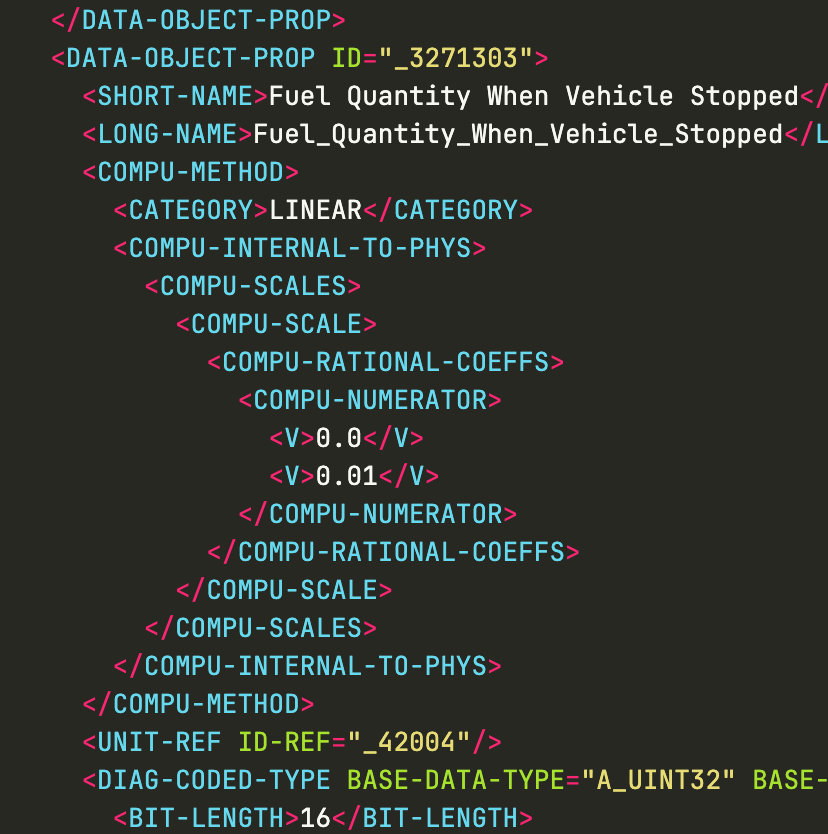 </DATA-OBJECT-PROP>
<DATA-OBJECT-PROP ID="_3271303">
<SHORT-NAME>Fuel Quantity When Vehicle Stopped</
<LONG-NAME>Fuel_Quantity_When_Vehicle_Stopped</L
<COMPU-METHOD>
<CATEGORY>LINEAR</CATEGORY>
<COMPU-INTERNAL-TO-PHYS>
<COMPU-SCALES>
<COMPU-SCALE>
<COMPU-RATIONAL-COEFFS>
<COMPU-NUMERATOR>
<V>0.0</V>
<V>0.01</V>
</COMPU-NUMERATOR>
</COMPU-RATIONAL-COEFFS>
</COMPU-SCALE>
</COMPU-SCALES>
</COMPU-INTERNAL-TO-PHYS>
</COMPU-METHOD>
<UNIT-REF ID-REF="_42004"/>
<DIAG-CODED-TYPE BASE-DATA-TYPE="A_UINT32" BASE-
<BIT-LENGTH>16</BIT-LENGTH>